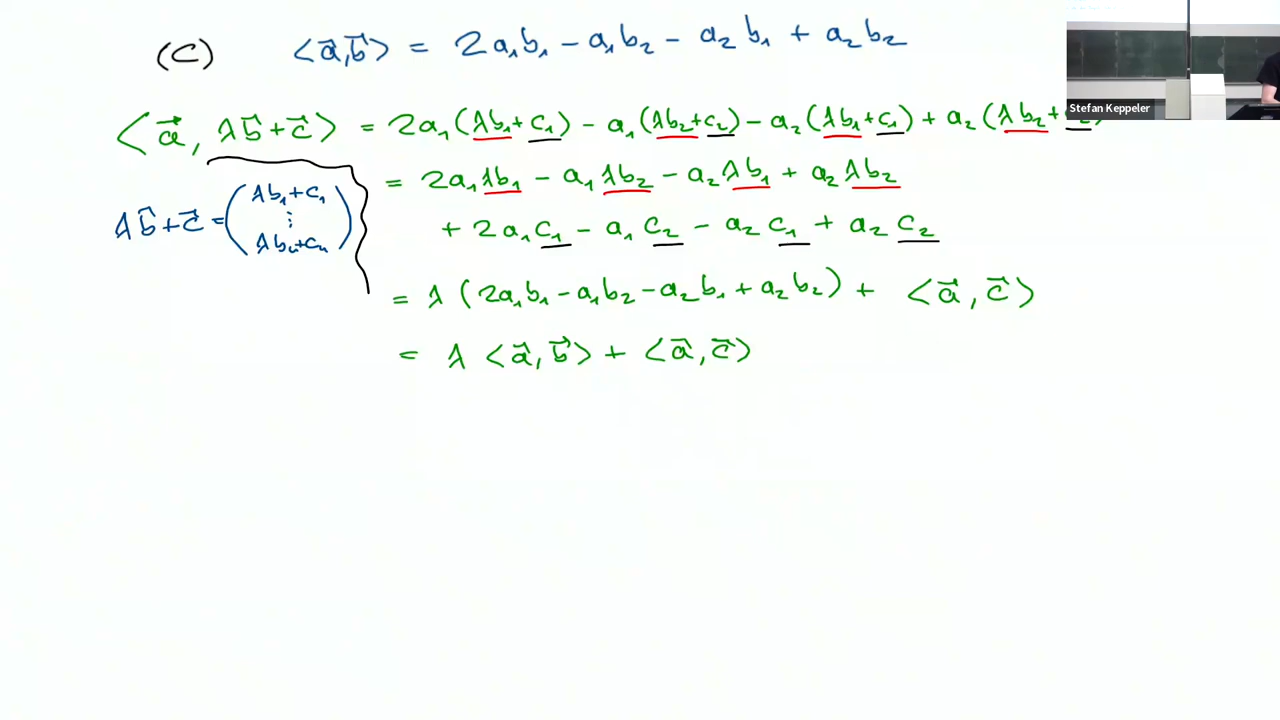 (C) ⟨a⃗,b⃗⟩ = 2a₁b₁ - a₁b₂ - a₂b₁ + a₂b₂
Stefan Keppeler
⟨a⃗, λb⃗+c⃗⟩ = 2a₁(λb₁+c₁) - a₁(λb₂+c₂) - a₂(λb₁+c₁) + a₂(λb₂+
= 2a₁λb₁ - a₁λb₂ - a₂λb₁ + a₂λb₂
λb⃗+c⃗ = (λb₁+c₁ ⋮ λbₙ+cₙ)
+ 2a₁c₁ - a₁c₂ - a₂c₁ + a₂c₂
= λ(2a₁b₁ - a₁b₂ - a₂b₁ + a₂b₂) + ⟨a⃗,c⃗⟩
= λ⟨a⃗,b⃗⟩ + ⟨a⃗,c⃗⟩